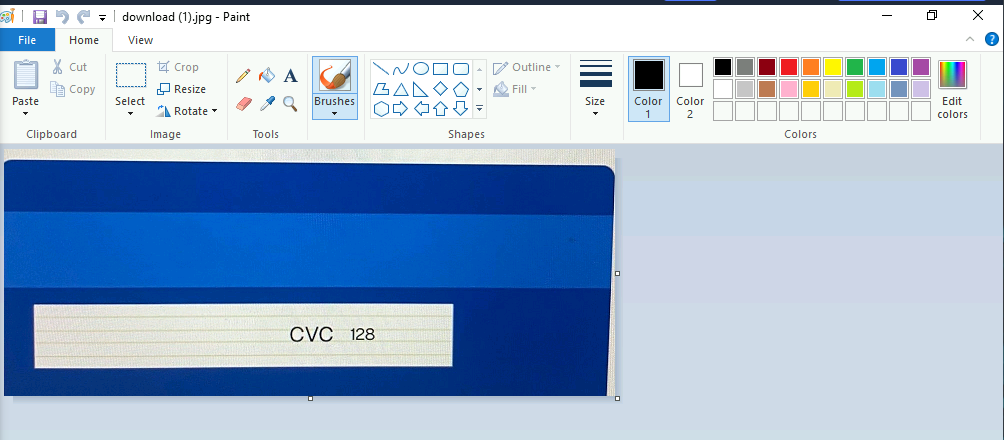 download (1).jpg - Paint
File Home View
Paste
Cut
Copy
Clipboard
Select
Crop
Resize
Rotate
Image
A
Tools
Brushes
Shapes
Outline
Fill
Size
Color 1
Color 2
Edit colors
Colors
CVC 128